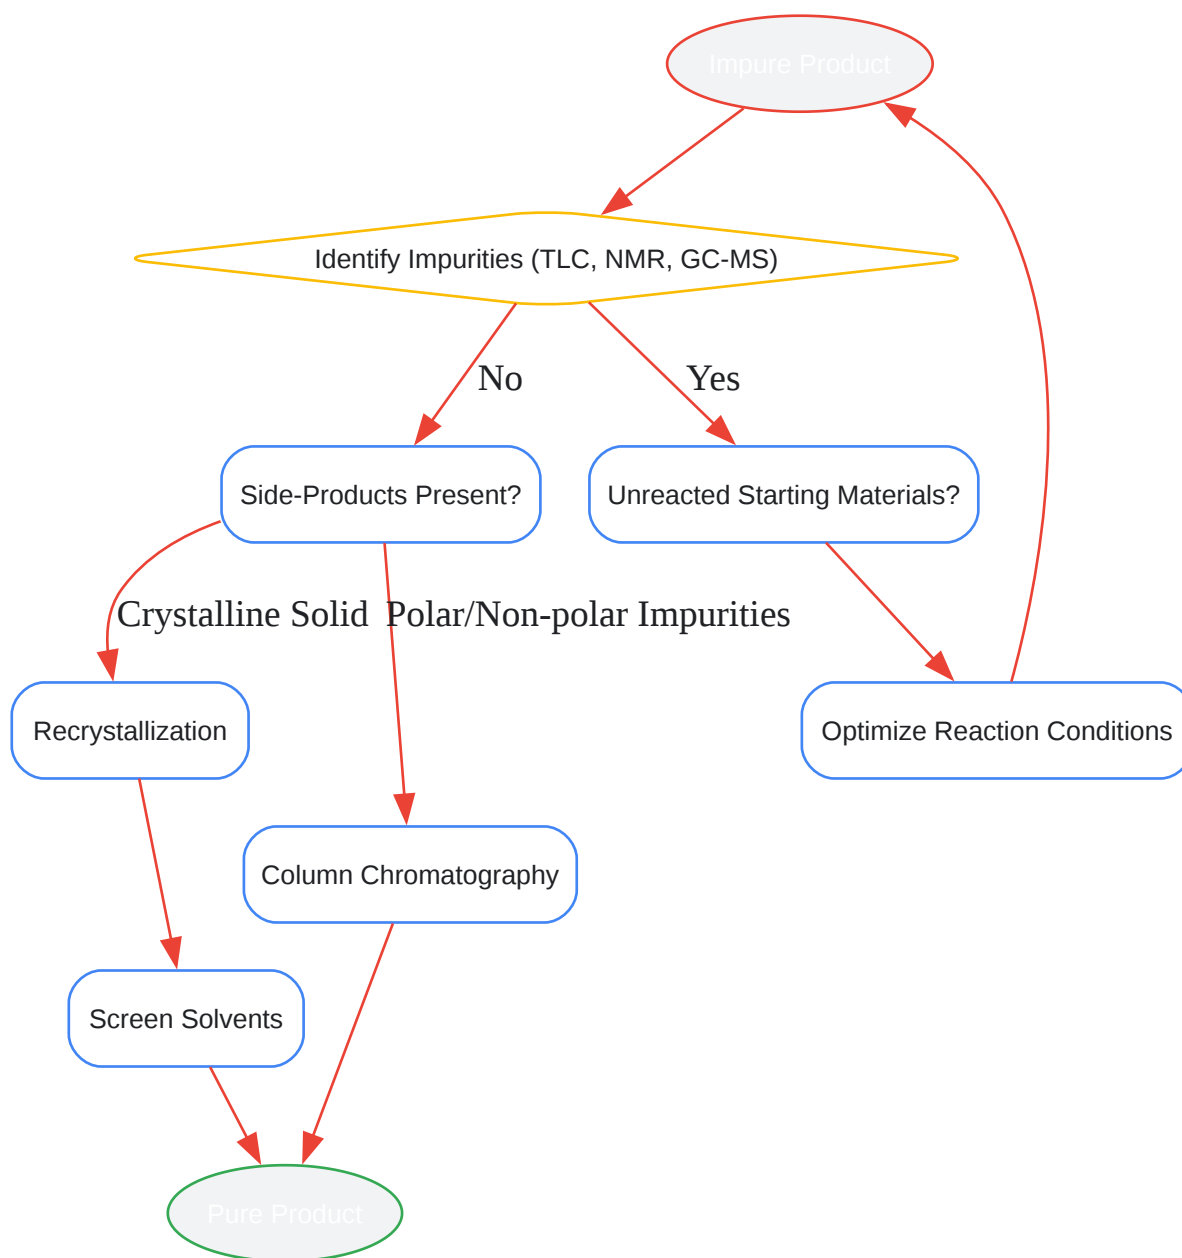 Impure Product
Identify Impurities (TLC, NMR, GC-MS)
No
Yes
Side-Products Present?
Unreacted Starting Materials?
Crystalline Solid
Polar/Non-polar Impurities
Recrystallization
Optimize Reaction Conditions
Column Chromatography
Screen Solvents
Pure Product